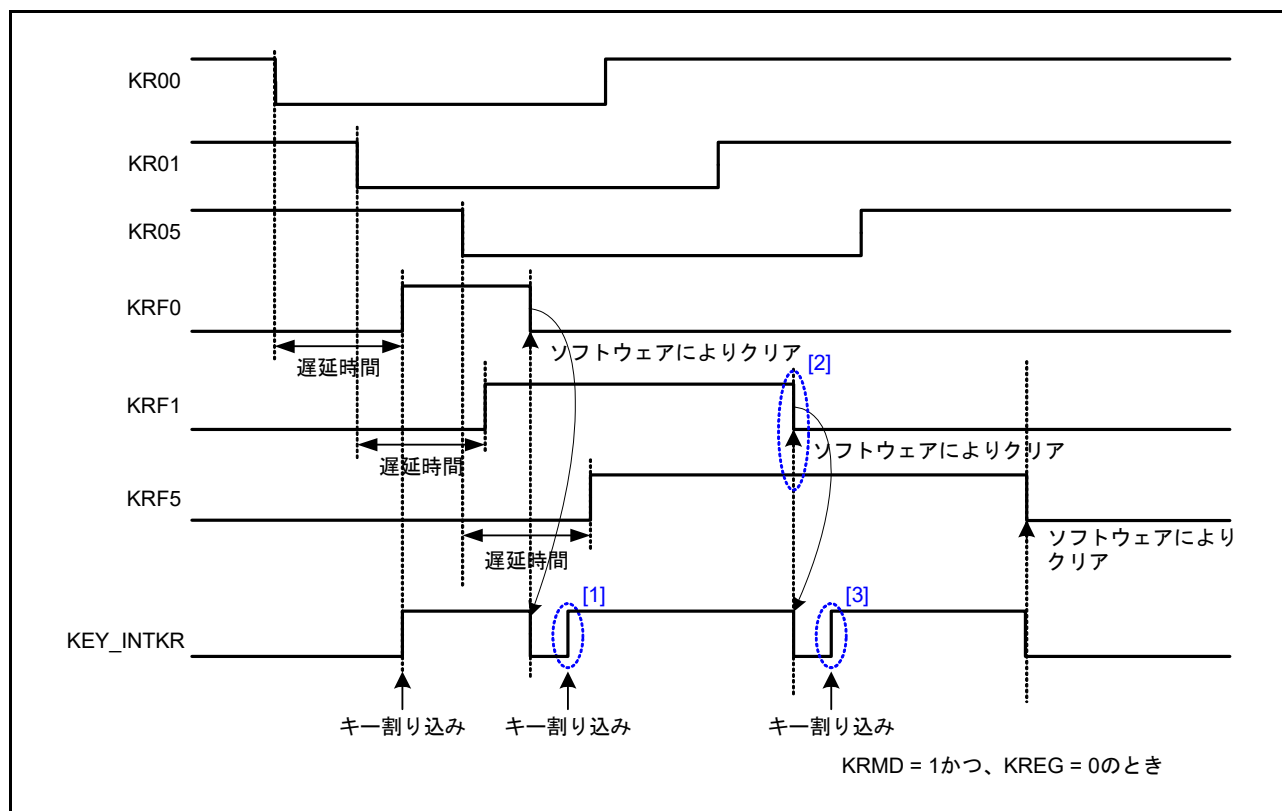 KR00
KR01
KR05
KRF0
遅延時間
ソフトウェアによりクリア
[2]
KRF1
遅延時間
ソフトウェアによりクリア
KRF5
遅延時間
ソフトウェアにより
クリア
[1]
[3]
KEY_INTKR
キー割り込み
キー割り込み
キー割り込み
KRMD = 1かつ、KREG = 0のとき